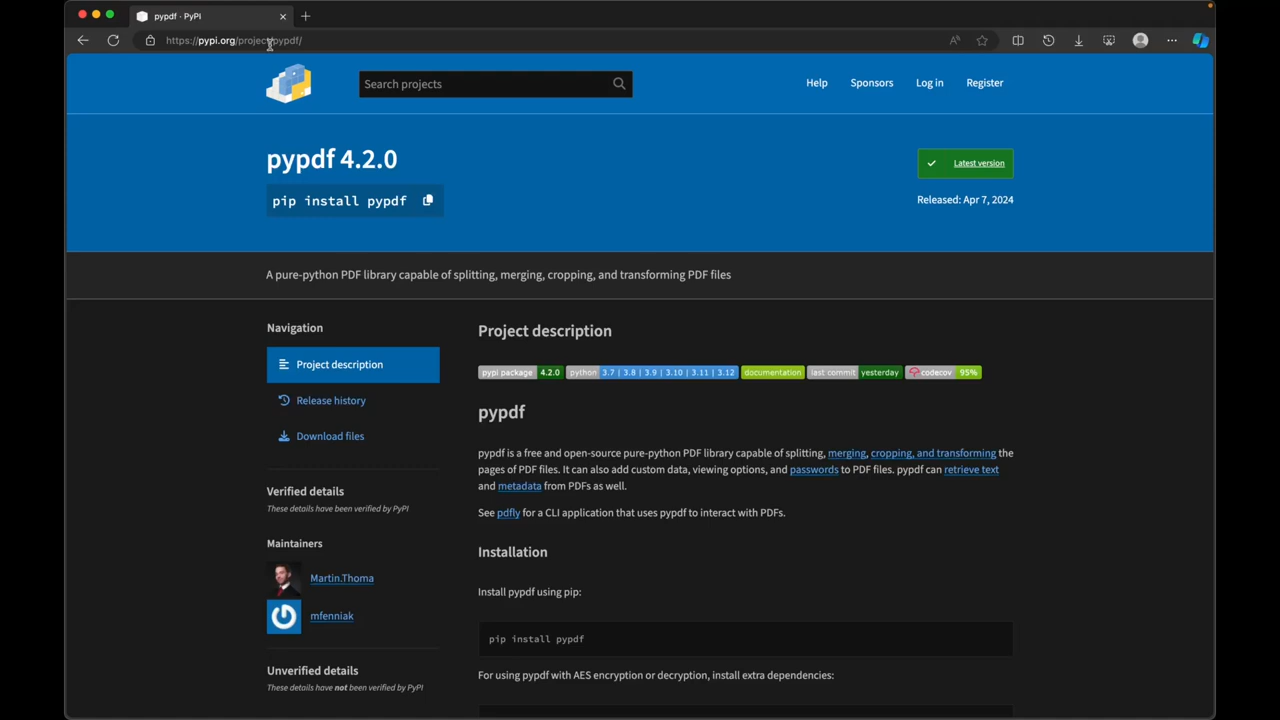 pypdf · PyPI
https://pypi.org/project/pypdf/
Search projects
Help
Sponsors
Log in
Register
pypdf 4.2.0
Latest version
pip install pypdf
Released: Apr 7, 2024
A pure-python PDF library capable of splitting, merging, cropping, and transforming PDF files
Navigation
Project description
Release history
Download files
Verified details
These details have been verified by PyPI
Maintainers
Martin.Thoma
mfenniak
Unverified details
These details have not been verified by PyPI
Project description
pypi package 4.2.0 python 3.7 | 3.8 | 3.9 | 3.10 | 3.11 | 3.12 documentation last commit yesterday codecov 95%
pypdf
pypdf is a free and open-source pure-python PDF library capable of splitting, merging, cropping, and transforming the
pages of PDF files. It can also add custom data, viewing options, and passwords to PDF files. pypdf can retrieve text
and metadata from PDFs as well.
See pdfly for a CLI application that uses pypdf to interact with PDFs.
Installation
Install pypdf using pip:
pip install pypdf
For using pypdf with AES encryption or decryption, install extra dependencies: